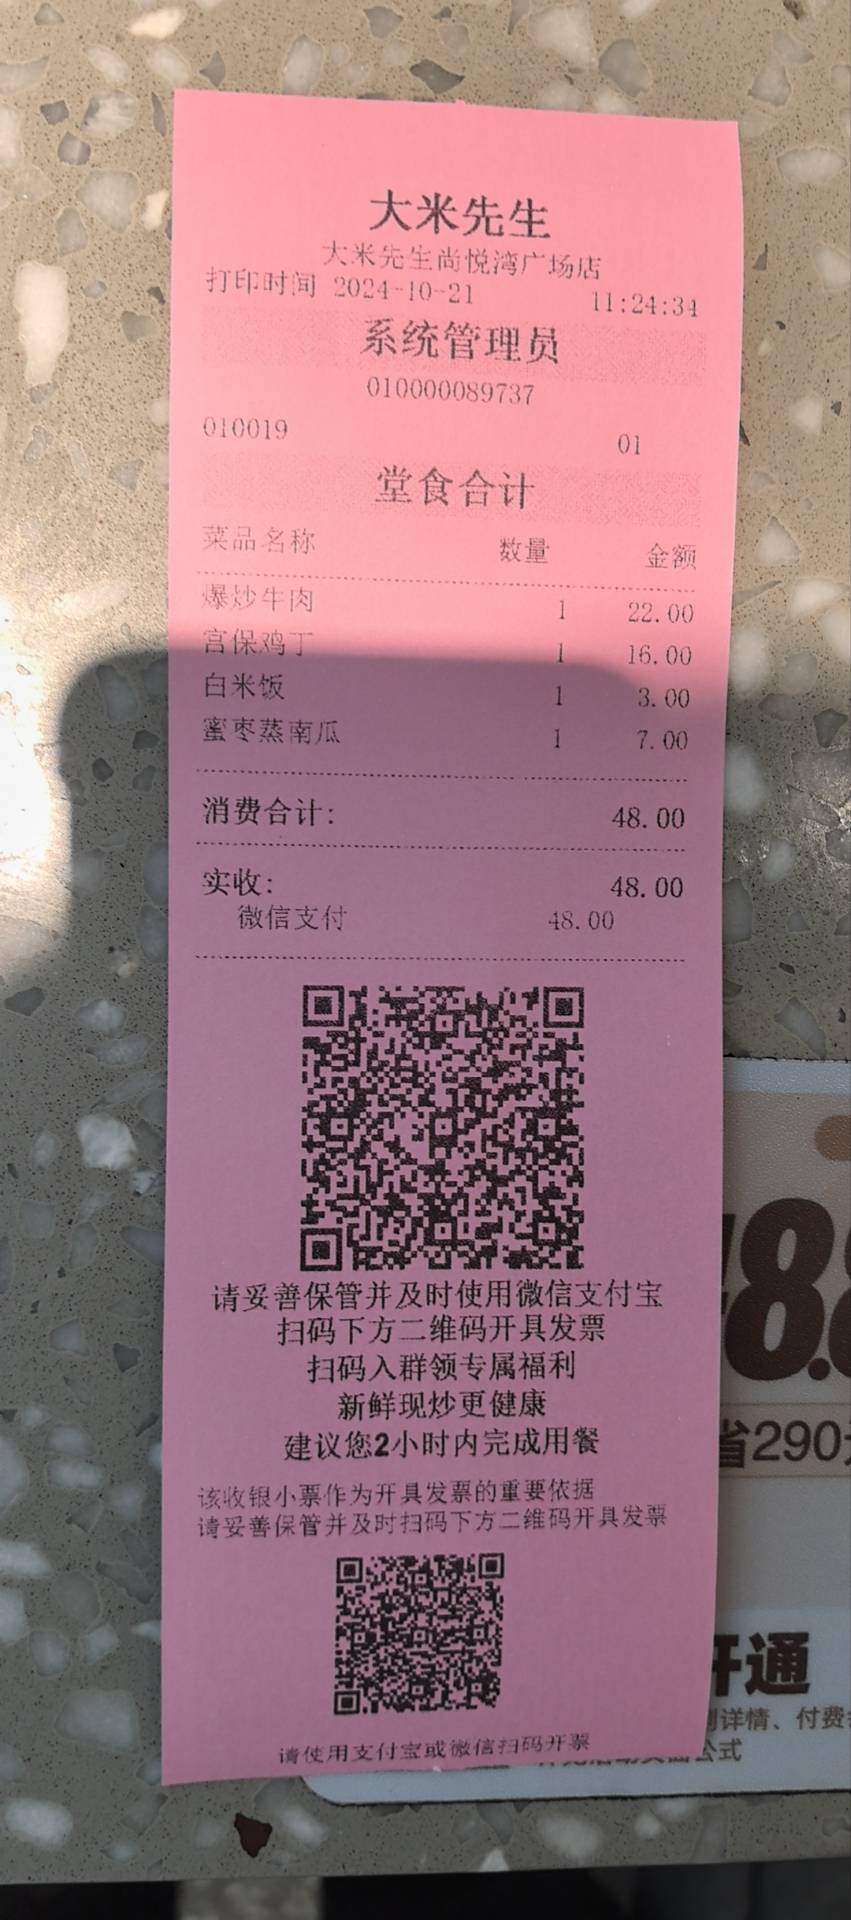 大米先生
大米先生尚悦湾广场店
打印时间 2024-10-21 11:24:34
系统管理员
010000089737
010019 01
堂食合计
菜品名称 数量 金额
爆炒牛肉 1 22.00
宫保鸡丁 1 16.00
白米饭 1 3.00
蜜枣蒸南瓜 1 7.00
消费合计: 48.00
实收: 48.00
微信支付 48.00
请妥善保管并及时使用微信支付宝
扫码下方二维码开具发票
扫码入群领专属福利
新鲜现炒更健康
建议您2小时内完成用餐
该收银小票作为开具发票的重要依据
请妥善保管并及时扫码下方二维码开具发票
请使用支付宝或微信扫码开票
8.8
省290元
开通
详情、付费
公式